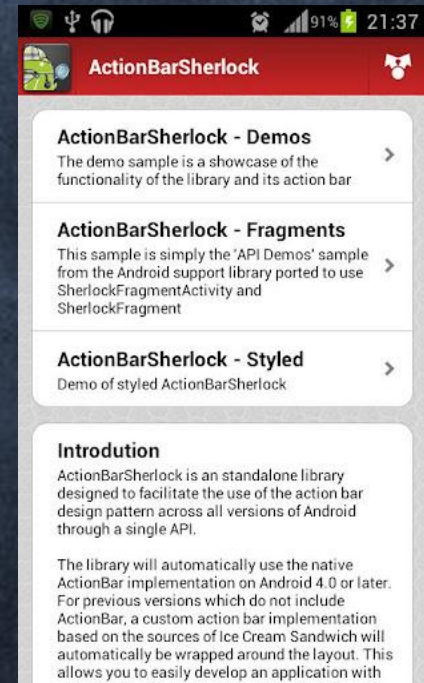 91% 21:37
ActionBarSherlock
ActionBarSherlock - Demos
The demo sample is a showcase of the
functionality of the library and its action bar
ActionBarSherlock - Fragments
This sample is simply the 'API Demos' sample
from the Android support library ported to use
SherlockFragmentActivity and
SherlockFragment
ActionBarSherlock - Styled
Demo of styled ActionBarSherlock
Introdution
ActionBarSherlock is an standalone library
designed to facilitate the use of the action bar
design pattern across all versions of Android
through a single API.
The library will automatically use the native
ActionBar implementation on Android 4.0 or later.
For previous versions which do not include
ActionBar, a custom action bar implementation
based on the sources of Ice Cream Sandwich will
automatically be wrapped around the layout. This
allows you to easily develop an application with